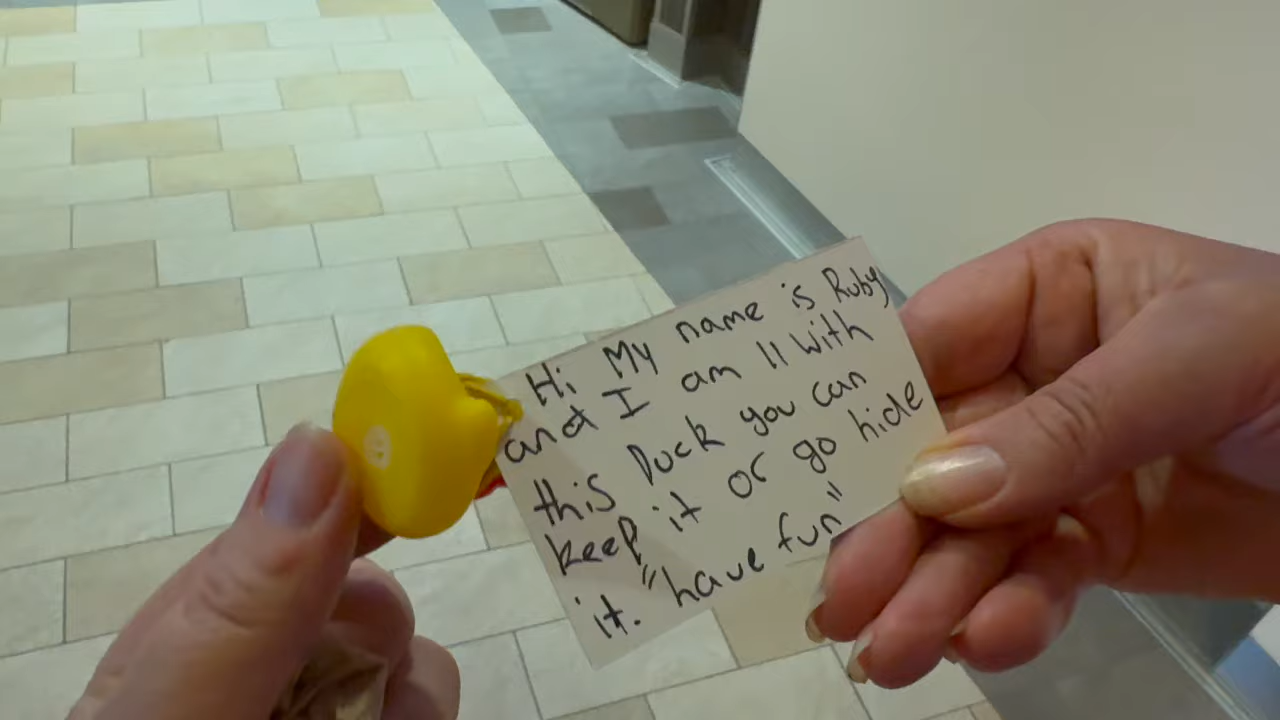 Hi My name is Ruby
and I am 11 with
this Duck you can
keep it or go hide
it. "have fun"